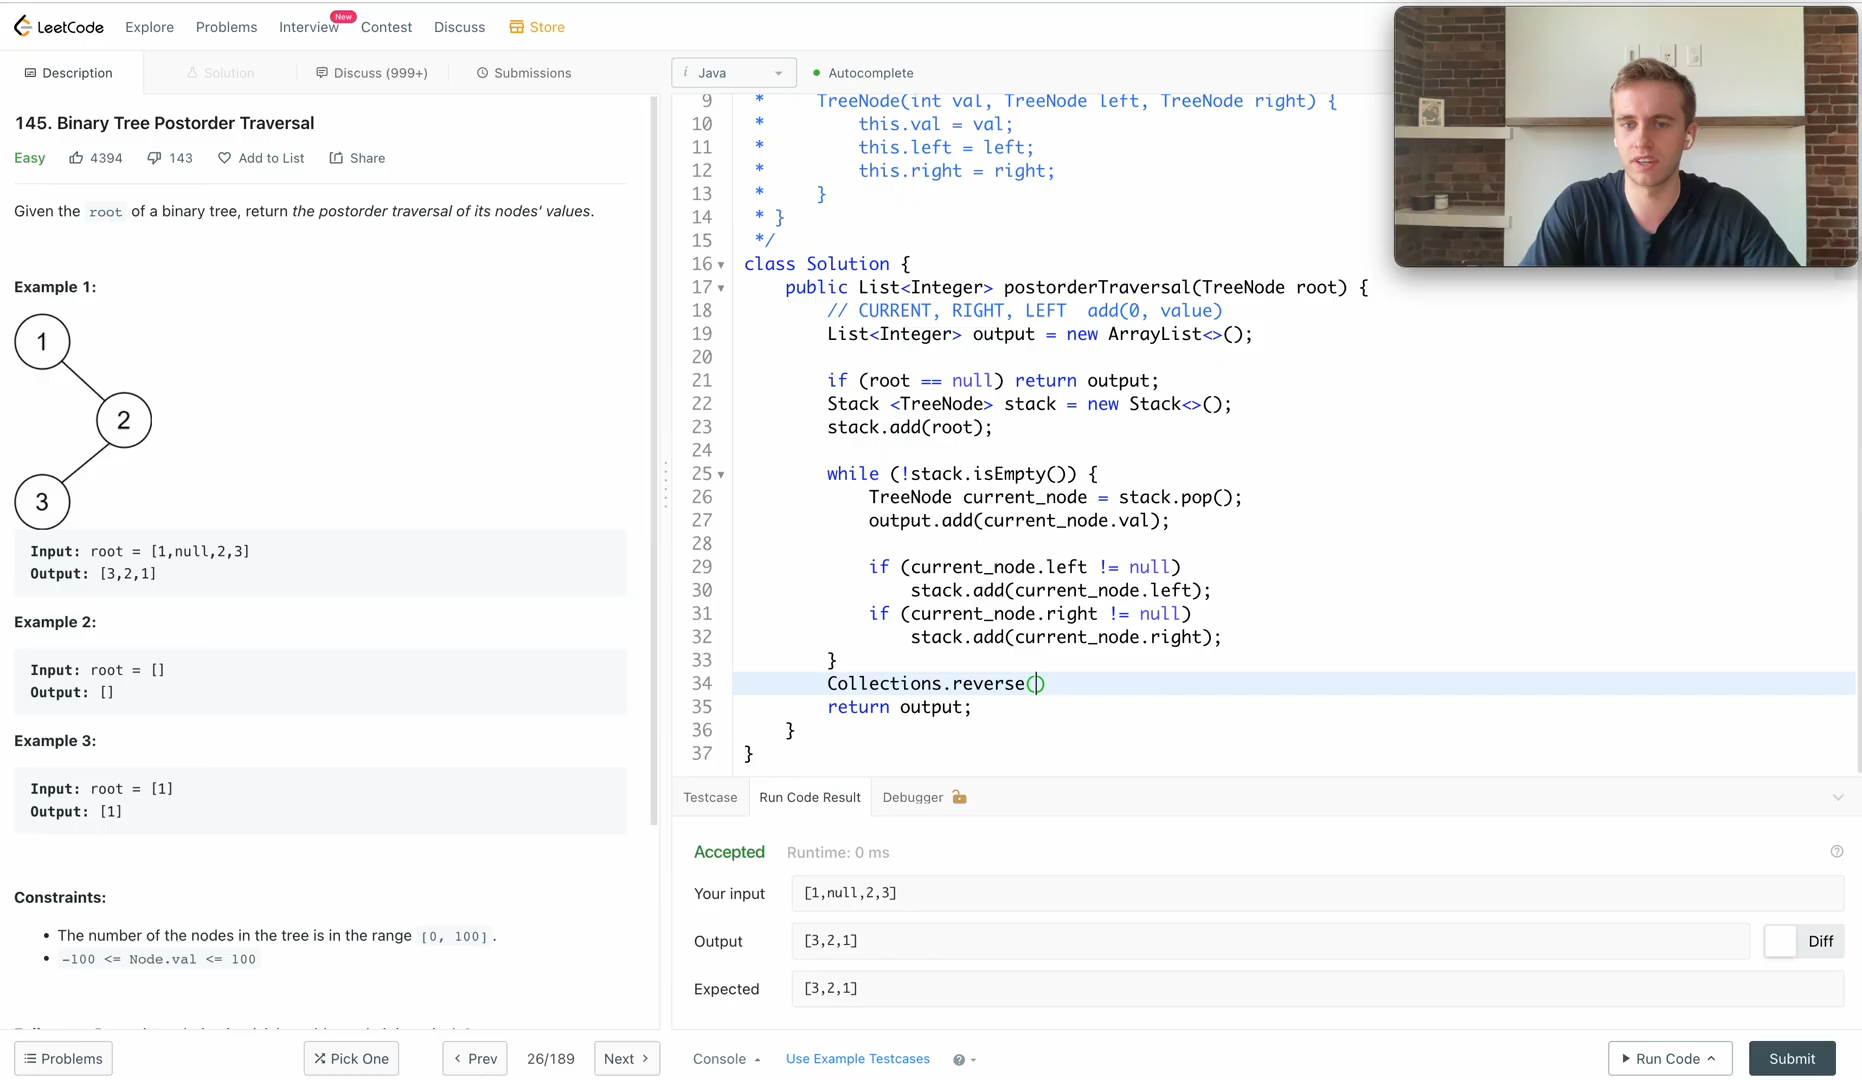 LeetCode Explore Problems Interview New Contest Discuss Store
Description Solution Discuss (999+) Submissions
145. Binary Tree Postorder Traversal
Easy 4394 143 Add to List Share
Given the root of a binary tree, return the postorder traversal of its nodes' values.
Example 1:
1
2
3
Input: root = [1,null,2,3]
Output: [3,2,1]
Example 2:
Input: root = []
Output: []
Example 3:
Input: root = [1]
Output: [1]
Constraints:
• The number of the nodes in the tree is in the range [0, 100].
• -100 <= Node.val <= 100
Problems Pick One Prev 26/189 Next
i Java Autocomplete
9 * TreeNode(int val, TreeNode left, TreeNode right) {
10 * this.val = val;
11 * this.left = left;
12 * this.right = right;
13 * }
14 * }
15 */
16 class Solution {
17 public List<Integer> postorderTraversal(TreeNode root) {
18 // CURRENT, RIGHT, LEFT add(0, value)
19 List<Integer> output = new ArrayList<>();
20
21 if (root == null) return output;
22 Stack <TreeNode> stack = new Stack<>();
23 stack.add(root);
24
25 while (!stack.isEmpty()) {
26 TreeNode current_node = stack.pop();
27 output.add(current_node.val);
28
29 if (current_node.left != null)
30 stack.add(current_node.left);
31 if (current_node.right != null)
32 stack.add(current_node.right);
33 }
34 Collections.reverse()
35 return output;
36 }
37 }
Testcase Run Code Result Debugger
Accepted Runtime: 0 ms
Your input [1,null,2,3]
Output [3,2,1] Diff
Expected [3,2,1]
Console Use Example Testcases Run Code Submit